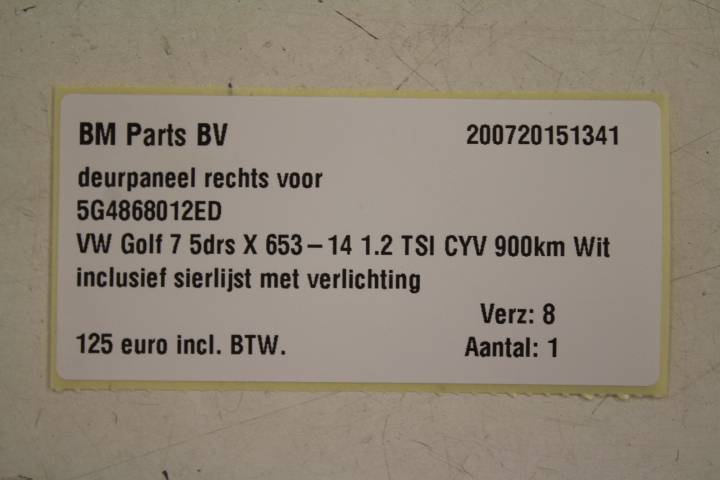 BM Parts BV 200720151341
deurpaneel rechts voor
5G4868012ED
VW Golf 7 5drs X 653-14 1.2 TSI CYV 900km Wit
inclusief sierlijst met verlichting
Verz: 8
125 euro incl. BTW. Aantal: 1